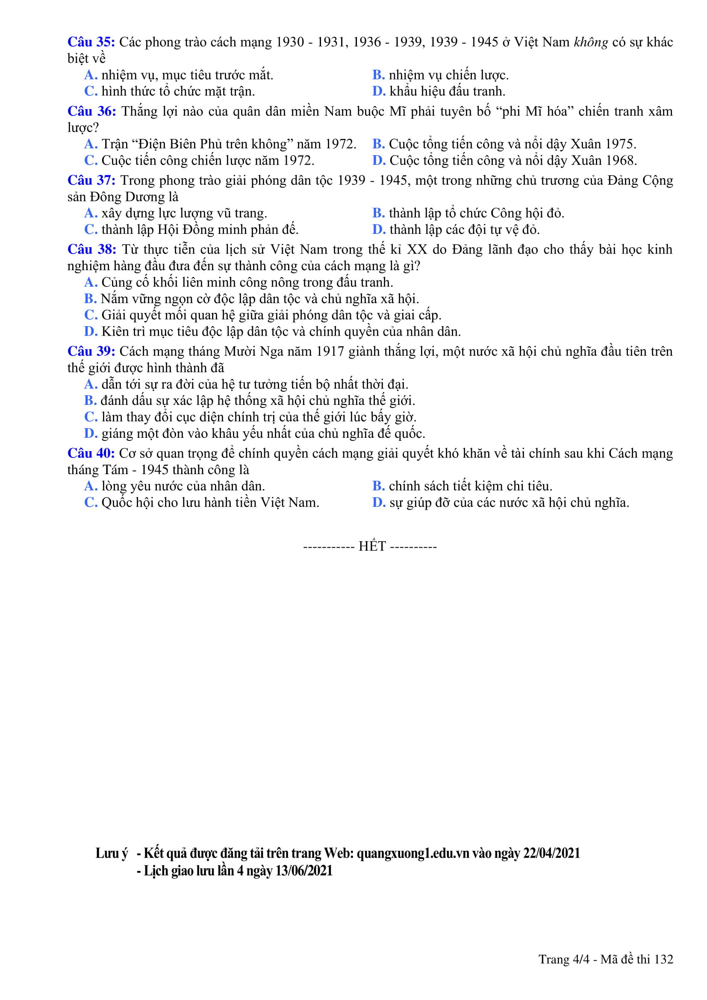 Câu 35: Các phong trào cách mạng 1930 - 1931, 1936 - 1939, 1939 - 1945 ở Việt Nam không có sự khác
biệt về
A. nhiệm vụ, mục tiêu trước mắt. B. nhiệm vụ chiến lược.
C. hình thức tổ chức mặt trận. D. khẩu hiệu đấu tranh.
Câu 36: Thắng lợi nào của quân dân miền Nam buộc Mĩ phải tuyên bố “phi Mĩ hóa” chiến tranh xâm
lược?
A. Trận “Điện Biên Phủ trên không” năm 1972. B. Cuộc tổng tiến công và nổi dậy Xuân 1975.
C. Cuộc tiến công chiến lược năm 1972. D. Cuộc tổng tiến công và nổi dậy Xuân 1968.
Câu 37: Trong phong trào giải phóng dân tộc 1939 - 1945, một trong những chủ trương của Đảng Cộng
sản Đông Dương là
A. xây dựng lực lượng vũ trang. B. thành lập tổ chức Công hội đỏ.
C. thành lập Hội Đồng minh phản đế. D. thành lập các đội tự vệ đỏ.
Câu 38: Từ thực tiễn của lịch sử Việt Nam trong thế kỉ XX do Đảng lãnh đạo cho thấy bài học kinh
nghiệm hàng đầu đưa đến sự thành công của cách mạng là gì?
A. Củng cố khối liên minh công nông trong đấu tranh.
B. Nắm vững ngọn cờ độc lập dân tộc và chủ nghĩa xã hội.
C. Giải quyết mối quan hệ giữa giải phóng dân tộc và giai cấp.
D. Kiên trì mục tiêu độc lập dân tộc và chính quyền của nhân dân.
Câu 39: Cách mạng tháng Mười Nga năm 1917 giành thắng lợi, một nước xã hội chủ nghĩa đầu tiên trên
thế giới được hình thành đã
A. dẫn tới sự ra đời của hệ tư tưởng tiến bộ nhất thời đại.
B. đánh dấu sự xác lập hệ thống xã hội chủ nghĩa thế giới.
C. làm thay đổi cục diện chính trị của thế giới lúc bấy giờ.
D. giáng một đòn vào khâu yếu nhất của chủ nghĩa đế quốc.
Câu 40: Cơ sở quan trọng để chính quyền cách mạng giải quyết khó khăn về tài chính sau khi Cách mạng
tháng Tám - 1945 thành công là
A. lòng yêu nước của nhân dân. B. chính sách tiết kiệm chi tiêu.
C. Quốc hội cho lưu hành tiền Việt Nam. D. sự giúp đỡ của các nước xã hội chủ nghĩa.
----------- HẾT ----------
Lưu ý - Kết quả được đăng tải trên trang Web: quangxuong1.edu.vn vào ngày 22/04/2021
- Lịch giao lưu lần 4 ngày 13/06/2021
Trang 4/4 - Mã đề thi 132